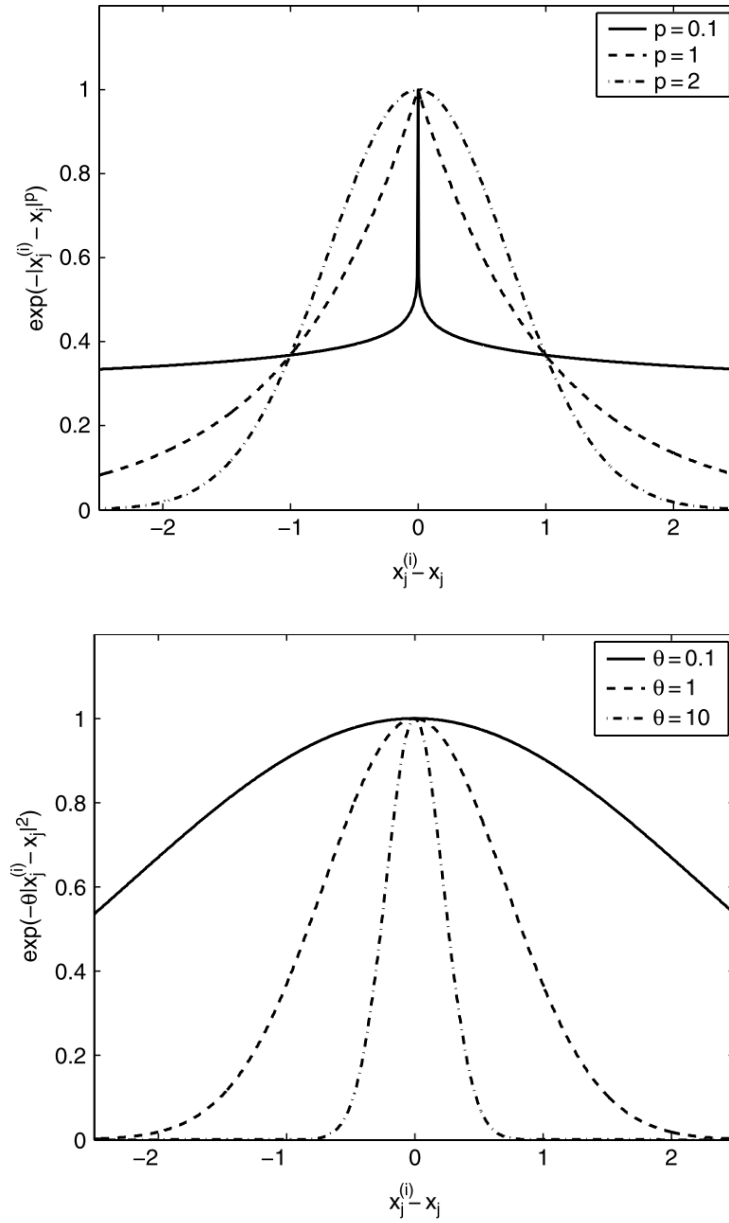 p = 0.1
p = 1
p = 2
1
0.8
0.6
0.4
0.2
0
exp(−|x_j^(i) − x_j|^p)
−2 −1 0 1 2
x_j^(i) − x_j
θ = 0.1
θ = 1
θ = 10
1
0.8
0.6
0.4
0.2
0
exp(−θ|x_j^(i) − x_j|^2)
−2 −1 0 1 2
x_j^(i) − x_j